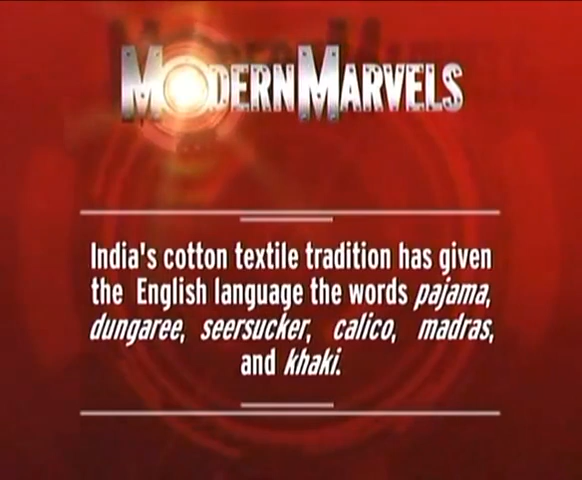 MODERN MARVELS
India's cotton textile tradition has given
the English language the words pajama,
dungaree, seersucker, calico, madras,
and khaki.